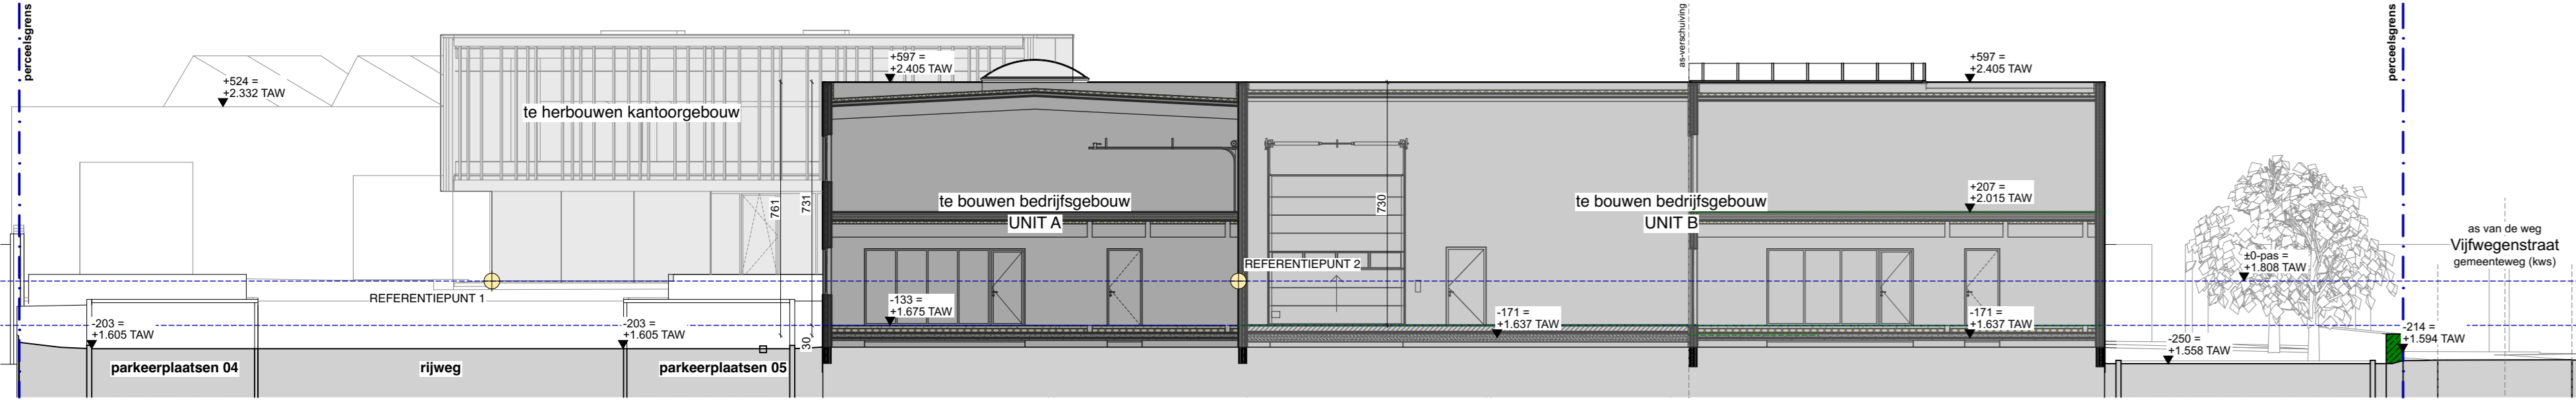 perceelsgrens
+524 =
+2.332 TAW
te herbouwen kantoorgebouw
+597 =
+2.405 TAW
as-verschuiving
+597 =
+2.405 TAW
perceelsgrens
761
731
730
te bouwen bedrijfsgebouw
UNIT A
te bouwen bedrijfsgebouw
UNIT B
+207 =
+2.015 TAW
as van de weg
Vijfwegenstraat
gemeenteweg (kws)
±0-pas =
+1.808 TAW
REFERENTIEPUNT 1
REFERENTIEPUNT 2
-203 =
+1.605 TAW
-203 =
+1.605 TAW
30
-133 =
+1.675 TAW
-171 =
+1.637 TAW
-171 =
+1.637 TAW
-250 =
+1.558 TAW
-214 =
+1.594 TAW
parkeerplaatsen 04
rijweg
parkeerplaatsen 05